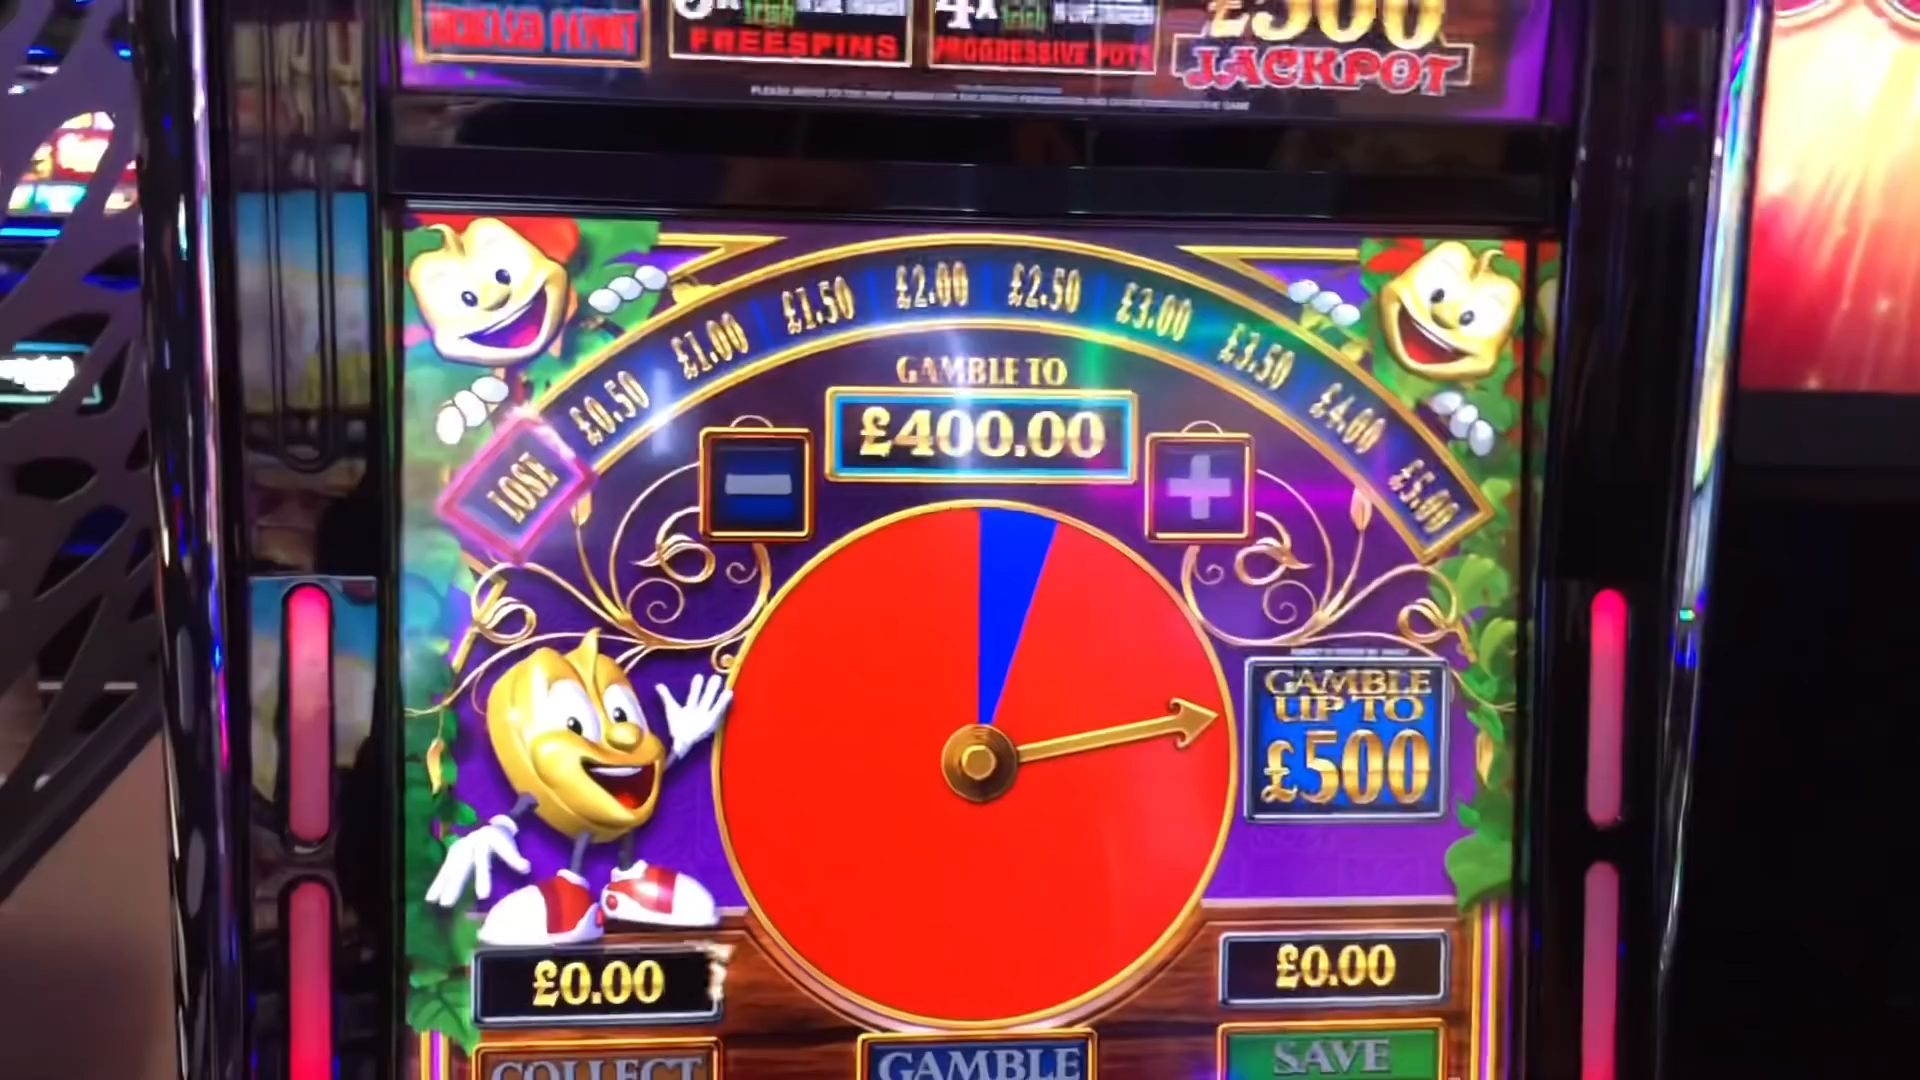 INCREASED PAYOUT
FREESPINS
4X
PROGRESSIVE POTS
£500
JACKPOT
LOSE
£0.50
£1.00
£1.50
£2.00
£2.50
£3.00
£3.50
£4.00
£5.00
GAMBLE TO
£400.00
−
+
GAMBLE
UP TO
£500
£0.00
£0.00
COLLECT
GAMBLE
SAVE